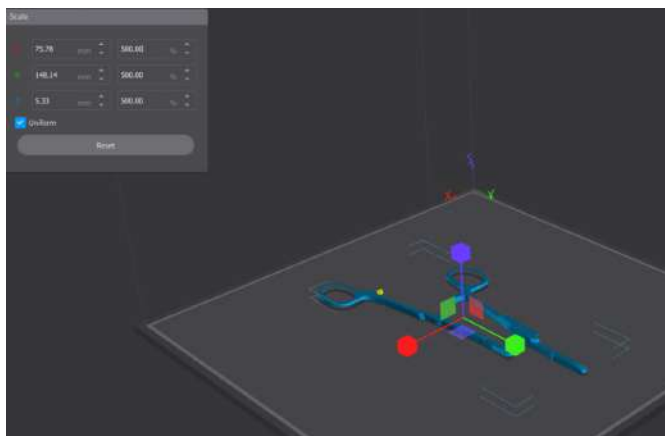 Scale
X 75.78 mm 500.00 %
Y 148.14 mm 500.00 %
Z 5.33 mm 500.00 %
Uniform
Reset
Z
X Y